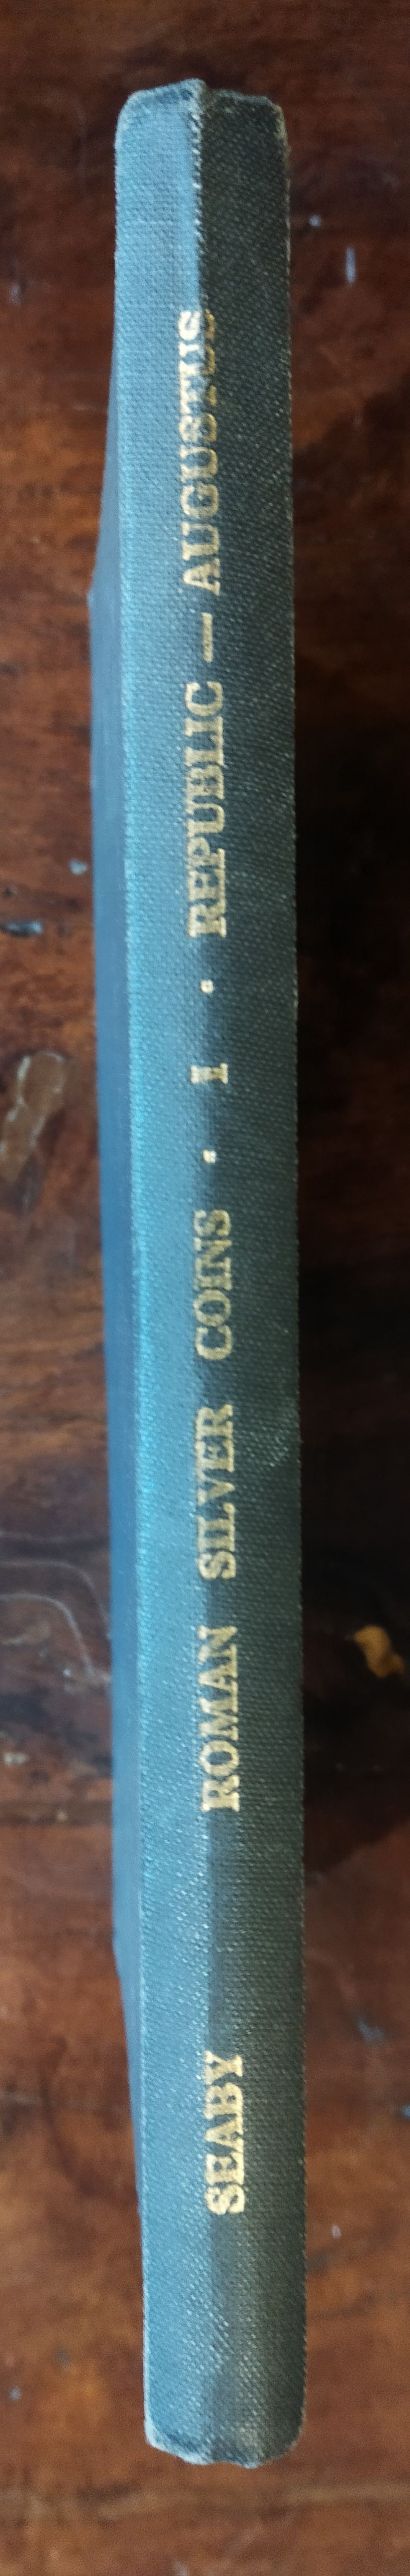 SEABY ROMAN SILVER COINS · I · REPUBLIC — AUGUSTUS